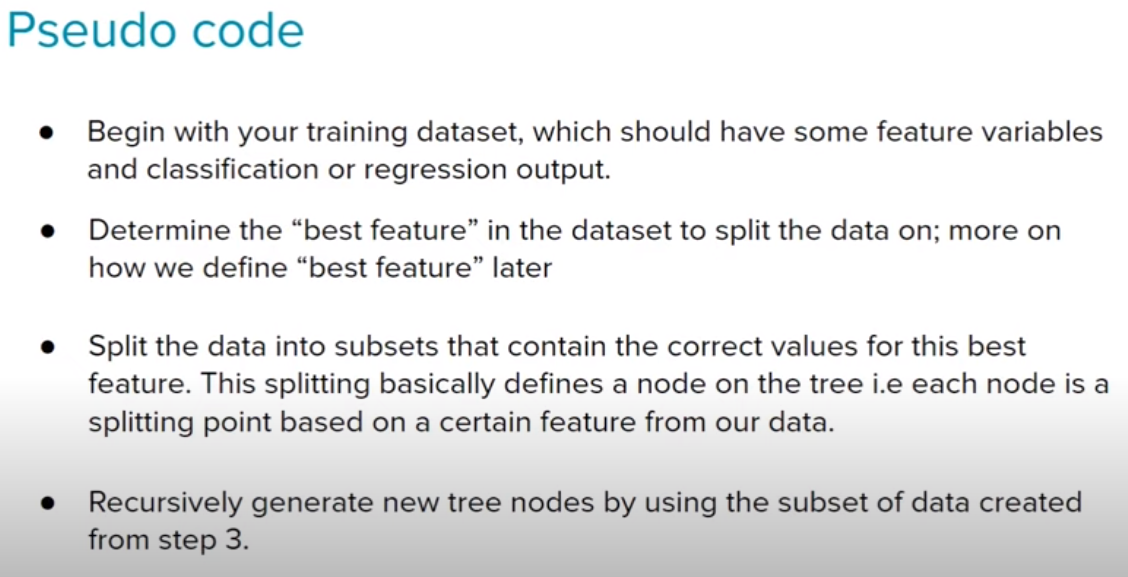 Pseudo code
● Begin with your training dataset, which should have some feature variables
and classification or regression output.
● Determine the “best feature” in the dataset to split the data on; more on
how we define “best feature” later
● Split the data into subsets that contain the correct values for this best
feature. This splitting basically defines a node on the tree i.e each node is a
splitting point based on a certain feature from our data.
● Recursively generate new tree nodes by using the subset of data created
from step 3.